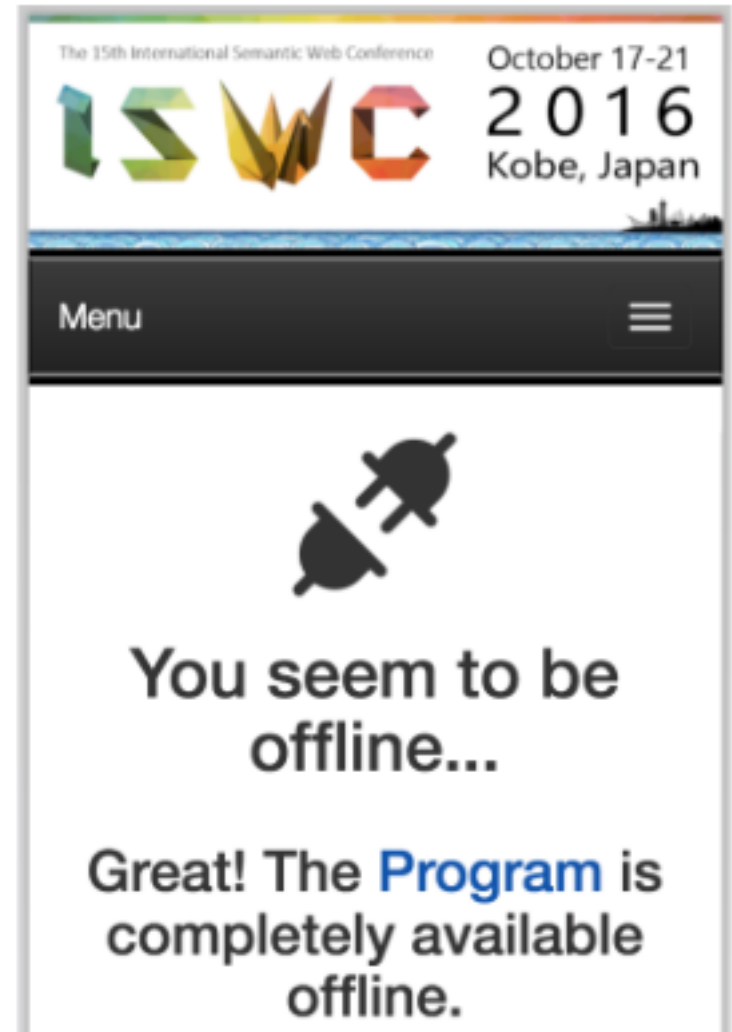 The 15th International Semantic Web Conference
ISWC
October 17-21
2016
Kobe, Japan
Menu
You seem to be
offline...
Great! The Program is
completely available
offline.